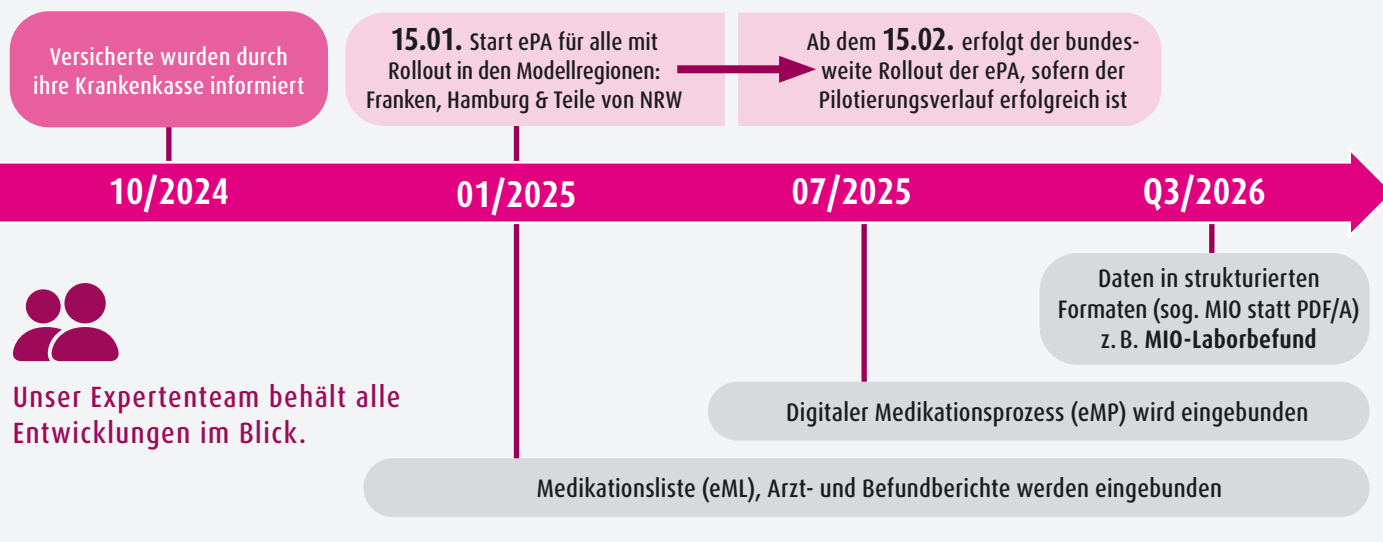 Versicherte wurden durch
ihre Krankenkasse informiert
15.01. Start ePA für alle mit
Rollout in den Modellregionen:
Franken, Hamburg & Teile von NRW
Ab dem 15.02. erfolgt der bundes-
weite Rollout der ePA, sofern der
Pilotierungsverlauf erfolgreich ist
10/2024
01/2025
07/2025
Q3/2026
Daten in strukturierten
Formaten (sog. MIO statt PDF/A)
z. B. MIO-Laborbefund
Unser Expertenteam behält alle
Entwicklungen im Blick.
Digitaler Medikationsprozess (eMP) wird eingebunden
Medikationsliste (eML), Arzt- und Befundberichte werden eingebunden